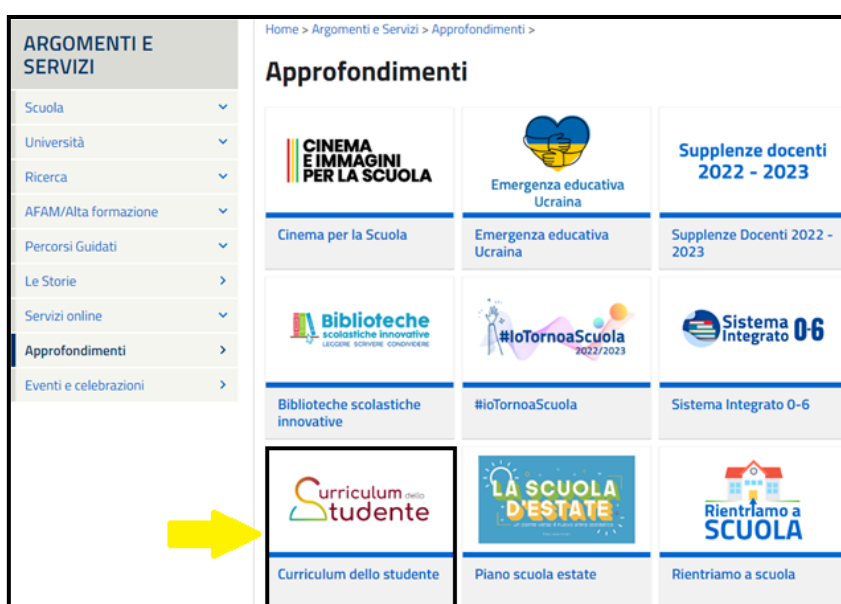 ARGOMENTI E
SERVIZI
Scuola
Università
Ricerca
AFAM/Alta formazione
Percorsi Guidati
Le Storie
Servizi online
Approfondimenti
Eventi e celebrazioni
Home > Argomenti e Servizi > Approfondimenti >
Approfondimenti
CINEMA
E IMMAGINI
PER LA SCUOLA
Cinema per la Scuola
Emergenza educativa
Ucraina
Emergenza educativa
Ucraina
Supplenze docenti
2022 - 2023
Supplenze Docenti 2022 -
2023
Biblioteche
scolastiche innovative
LEGGERE SCRIVERE CONDIVIDERE
Biblioteche scolastiche
innovative
#IoTornoaScuola
2022/2023
#ioTornoaScuola
Sistema
Integrato 0-6
Sistema Integrato 0-6
Curriculum dello
Studente
Curriculum dello studente
LA SCUOLA
D'ESTATE
Piano scuola estate
Rientriamo a
SCUOLA
Rientriamo a scuola